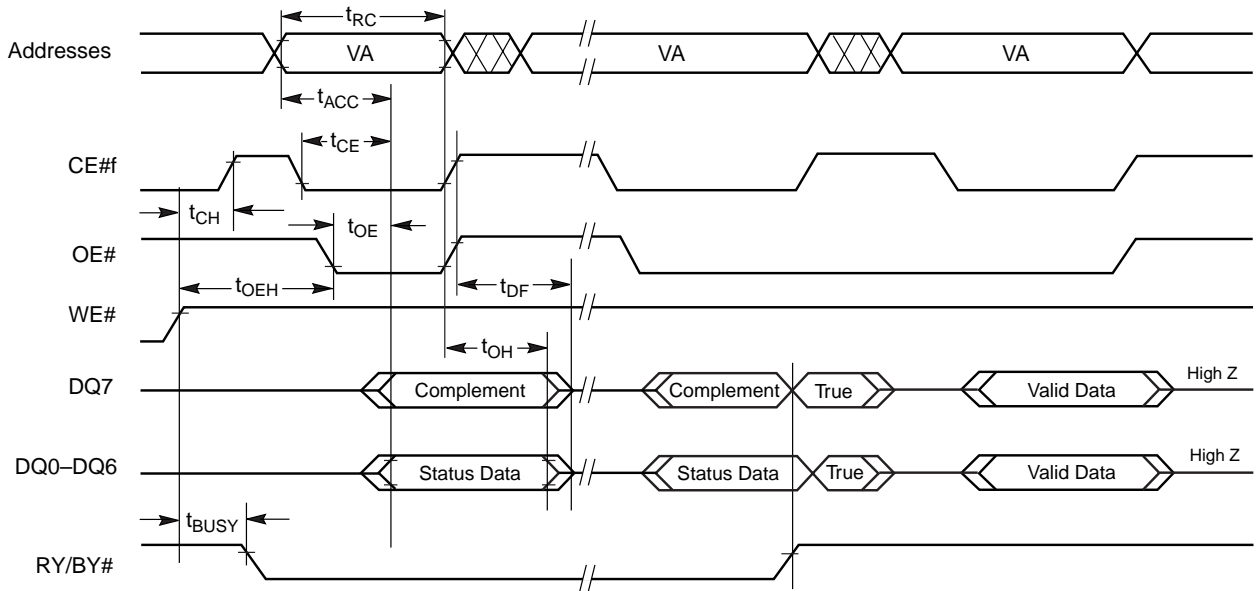 tRC
Addresses VA VA VA
tACC
tCE
CE#f
tCH tOE
OE#
tOEH tDF
WE#
tOH
DQ7 Complement Complement True Valid Data High Z
DQ0–DQ6 Status Data Status Data True Valid Data High Z
tBUSY
RY/BY#